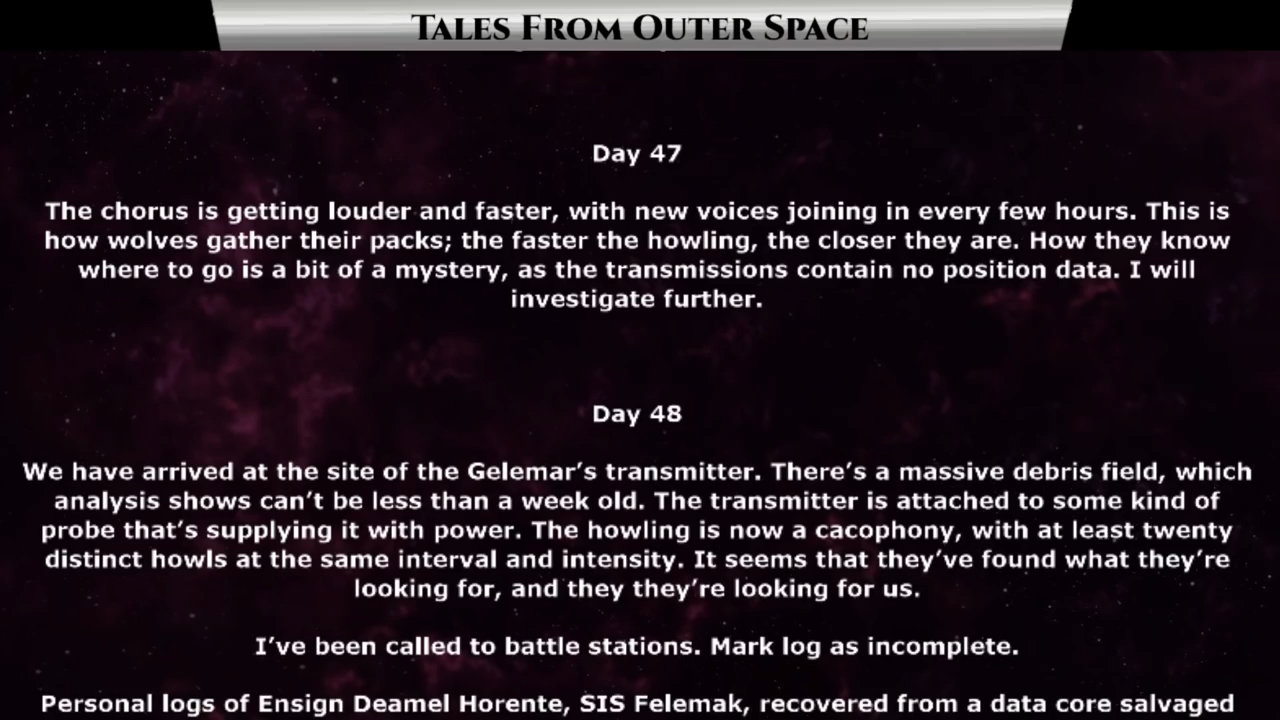 Tales From Outer Space
Day 47
The chorus is getting louder and faster, with new voices joining in every few hours. This is
how wolves gather their packs; the faster the howling, the closer they are. How they know
where to go is a bit of a mystery, as the transmissions contain no position data. I will
investigate further.
Day 48
We have arrived at the site of the Gelemar’s transmitter. There’s a massive debris field, which
analysis shows can’t be less than a week old. The transmitter is attached to some kind of
probe that’s supplying it with power. The howling is now a cacophony, with at least twenty
distinct howls at the same interval and intensity. It seems that they’ve found what they’re
looking for, and they they’re looking for us.
I’ve been called to battle stations. Mark log as incomplete.
Personal logs of Ensign Deamel Horente, SIS Felemak, recovered from a data core salvaged